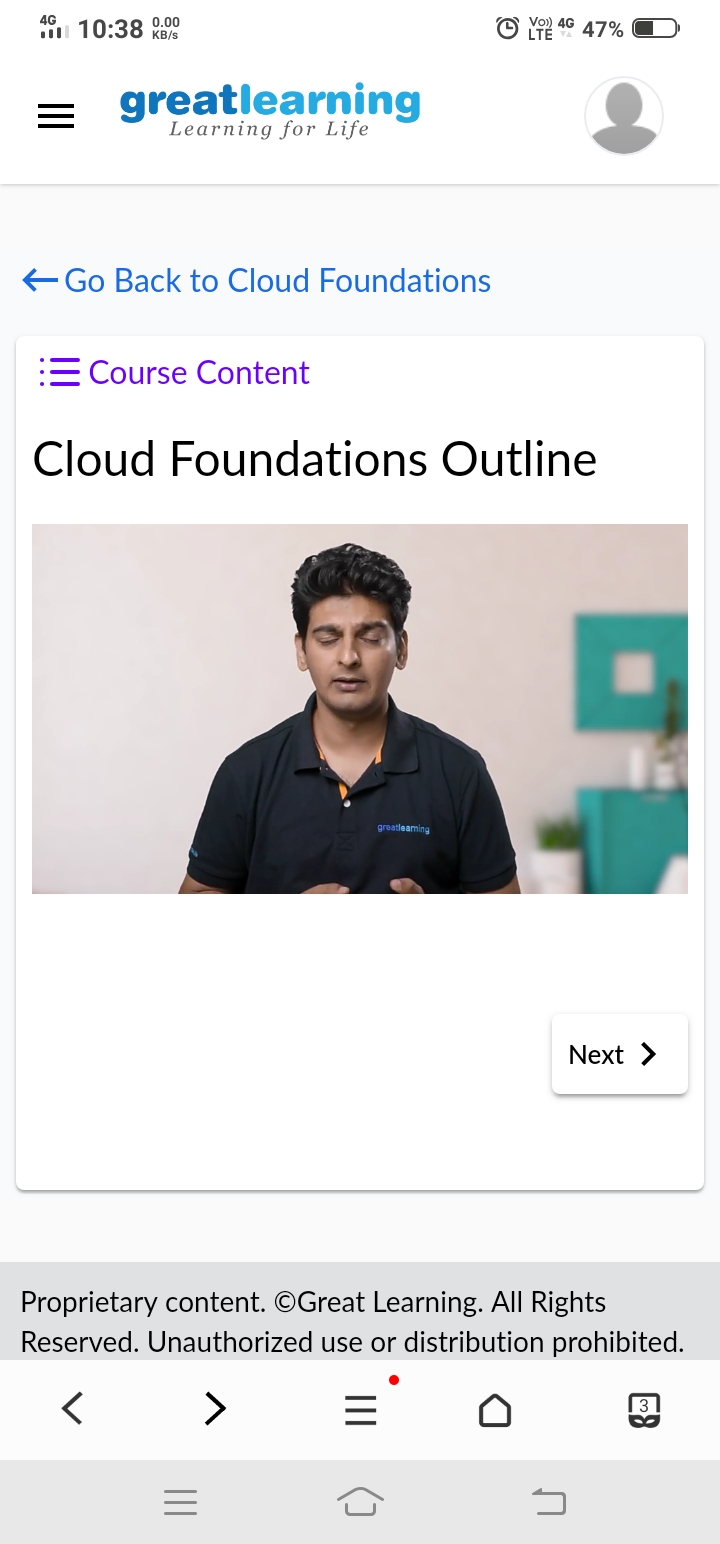 4G 10:38 0.00 KB/s Vo)) LTE 4G 47%
greatlearning
Learning for Life
Go Back to Cloud Foundations
Course Content
Cloud Foundations Outline
greatlearning
Next
Proprietary content. ©Great Learning. All Rights
Reserved. Unauthorized use or distribution prohibited.
3